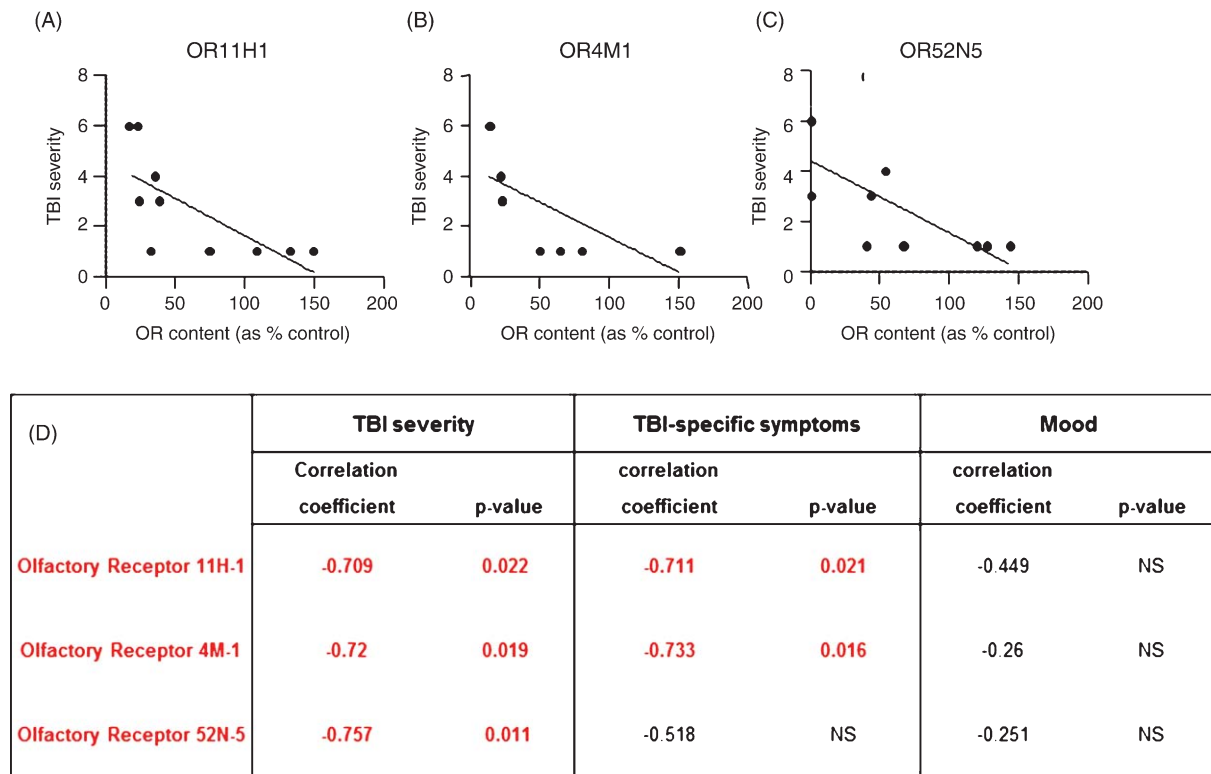 (A)
OR11H1
TBI severity
8
6
4
2
0
0 50 100 150 200
OR content (as % control)
(B)
OR4M1
TBI severity
8
6
4
2
0
0 50 100 150 200
OR content (as % control)
(C)
OR52N5
TBI severity
8
6
4
2
0
0 50 100 150 200
OR content (as % control)
(D)
TBI severity TBI-specific symptoms Mood
Correlation correlation correlation
coefficient p-value coefficient p-value coefficient p-value
Olfactory Receptor 11H-1 -0.709 0.022 -0.711 0.021 -0.449 NS
Olfactory Receptor 4M-1 -0.72 0.019 -0.733 0.016 -0.26 NS
Olfactory Receptor 52N-5 -0.757 0.011 -0.518 NS -0.251 NS